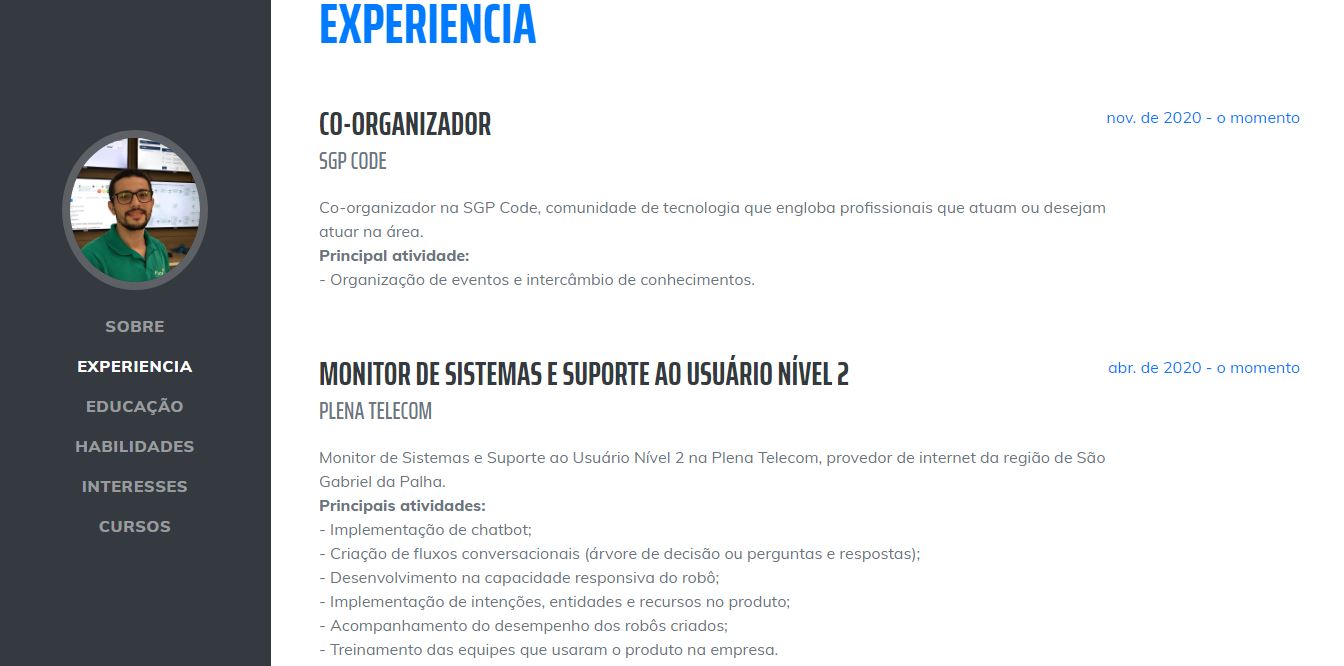 EXPERIENCIA
CO-ORGANIZADOR
nov. de 2020 - o momento
SGP CODE
Co-organizador na SGP Code, comunidade de tecnologia que engloba profissionais que atuam ou desejam
atuar na área.
Principal atividade:
- Organização de eventos e intercâmbio de conhecimentos.
MONITOR DE SISTEMAS E SUPORTE AO USUÁRIO NÍVEL 2
abr. de 2020 - o momento
PLENA TELECOM
Monitor de Sistemas e Suporte ao Usuário Nível 2 na Plena Telecom, provedor de internet da região de São
Gabriel da Palha.
Principais atividades:
- Implementação de chatbot;
- Criação de fluxos conversacionais (árvore de decisão ou perguntas e respostas);
- Desenvolvimento na capacidade responsiva do robô;
- Implementação de intenções, entidades e recursos no produto;
- Acompanhamento do desempenho dos robôs criados;
- Treinamento das equipes que usaram o produto na empresa.
SOBRE
EXPERIENCIA
EDUCAÇÃO
HABILIDADES
INTERESSES
CURSOS